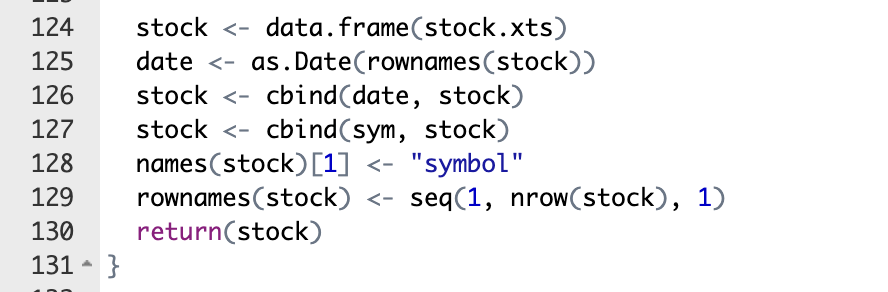 124 stock <- data.frame(stock.xts)
125 date <- as.Date(rownames(stock))
126 stock <- cbind(date, stock)
127 stock <- cbind(sym, stock)
128 names(stock)[1] <- "symbol"
129 rownames(stock) <- seq(1, nrow(stock), 1)
130 return(stock)
131 }